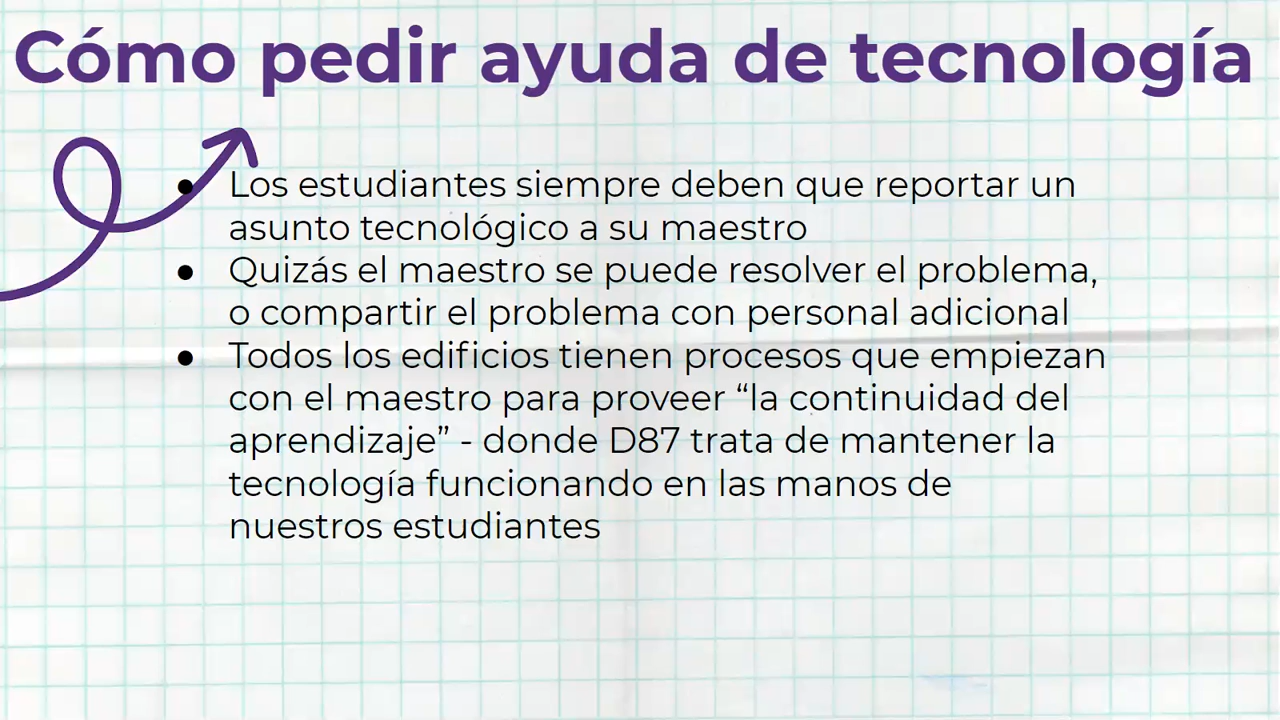 Cómo pedir ayuda de tecnología
● Los estudiantes siempre deben que reportar un
asunto tecnológico a su maestro
● Quizás el maestro se puede resolver el problema,
o compartir el problema con personal adicional
● Todos los edificios tienen procesos que empiezan
con el maestro para proveer “la continuidad del
aprendizaje” - donde D87 trata de mantener la
tecnología funcionando en las manos de
nuestros estudiantes